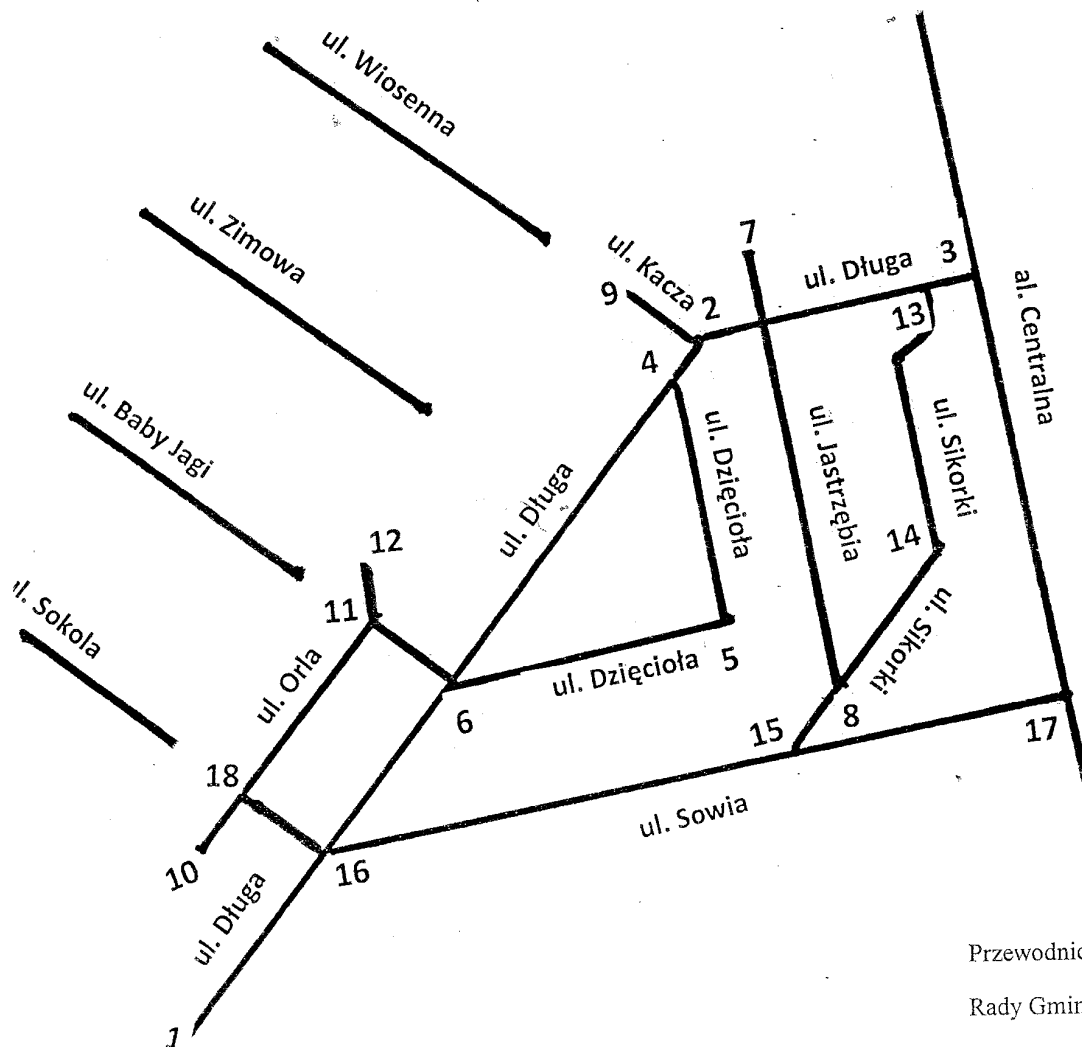 ul. Wiosenna
ul. Zimowa
ul. Kacza
7
ul. Długa
3
9
2
13
al. Centralna
4
ul. Baby Jagi
ul. Dzięcioła
ul. Jastrzębia
ul. Sikorki
ul. Długa
12
14
11
ul. Sokola
ul. Orla
ul. Dzięcioła
5
ul. Sikorki
6
8
15
17
18
ul. Sowia
10
16
ul. Długa
1
Przewodnic
Rady Gmin